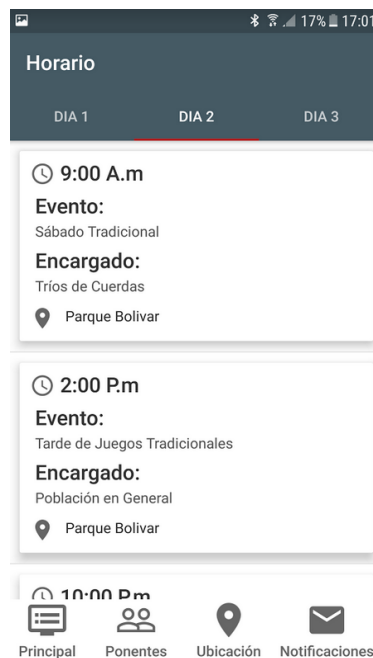 17% 17:01
Horario
DIA 1 DIA 2 DIA 3
9:00 A.m
Evento:
Sábado Tradicional
Encargado:
Tríos de Cuerdas
Parque Bolivar
2:00 P.m
Evento:
Tarde de Juegos Tradicionales
Encargado:
Población en General
Parque Bolivar
10:00 P.m
Principal Ponentes Ubicación Notificaciones